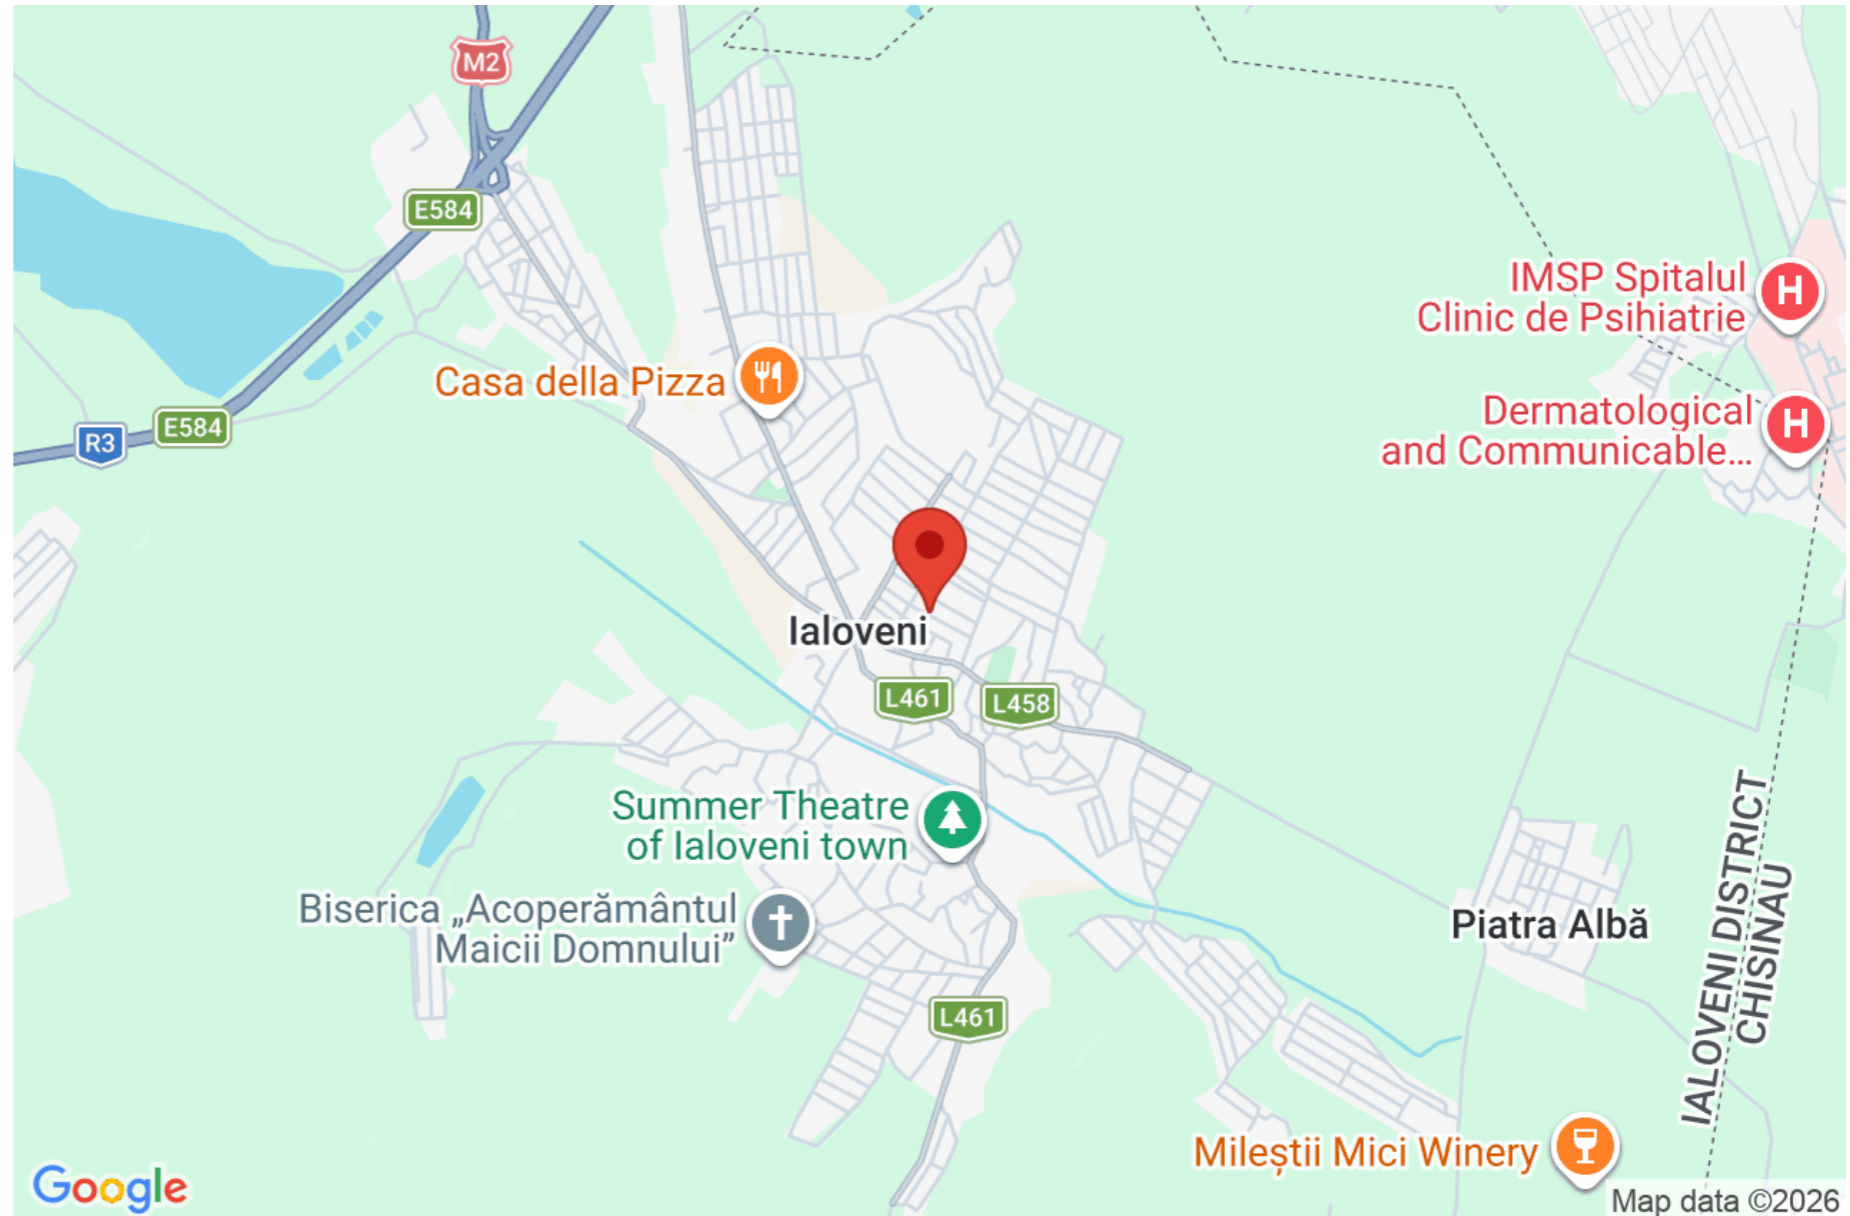 M2
E584
IMSP Spitalul
Clinic de Psihiatrie
H
Casa della Pizza
Dermatological
and Communicable...
H
E584
R3
Ialoveni
L461
L458
Summer Theatre
of Ialoveni town
Biserica „Acoperământul
Maicii Domnului”
Piatra Albă
IALOVENI DISTRICT
CHISINAU
L461
Mileștii Mici Winery
Google
Map data ©2026